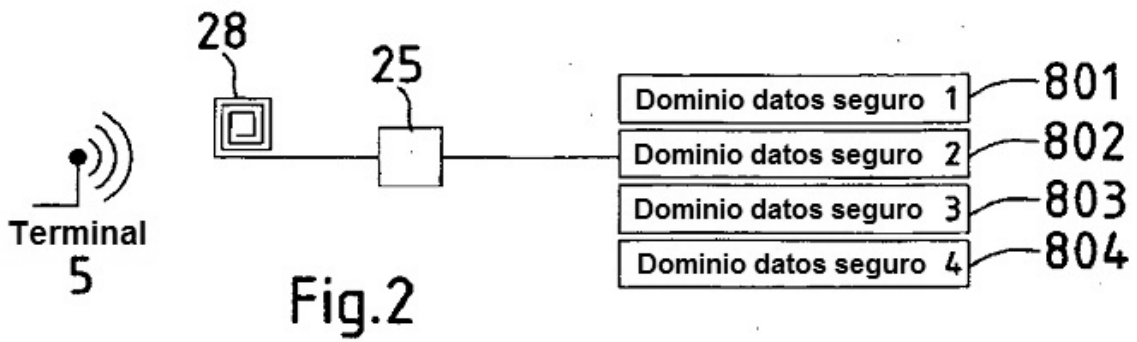 28
25
Dominio datos seguro 1 801
Dominio datos seguro 2 802
Dominio datos seguro 3 803
Dominio datos seguro 4 804
Terminal
5
Fig.2